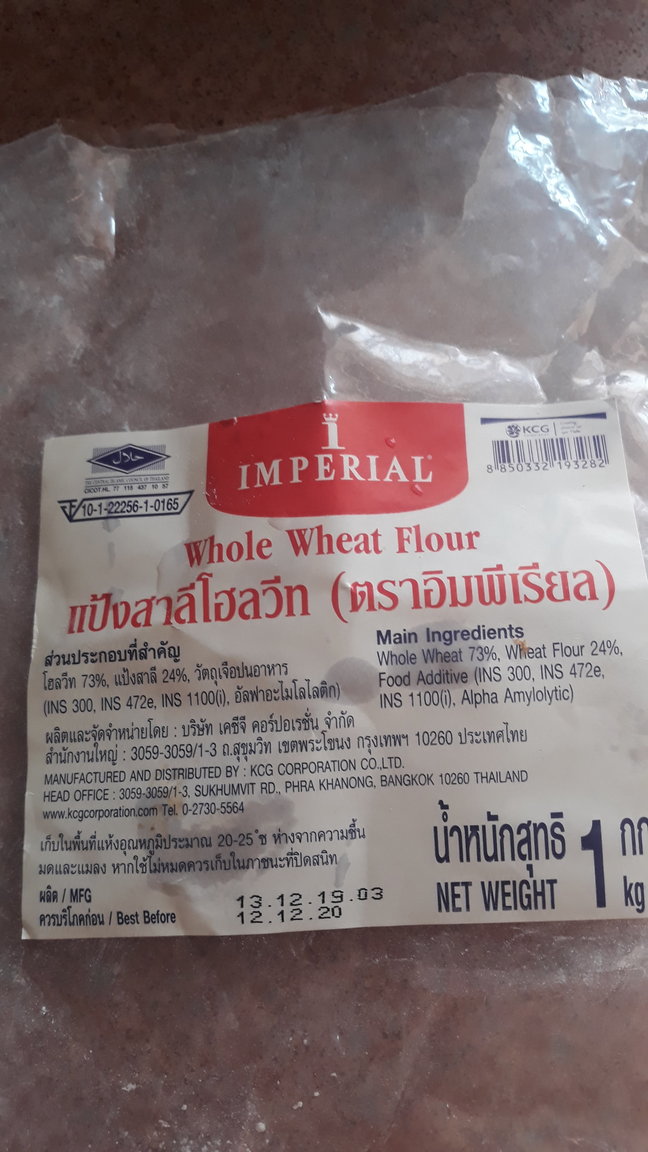 حلال
THE CENTRAL ISLAMIC COUNCIL OF THAILAND
CICOT.HL 77 118 437 10 57
10-1-22256-1-0165
IMPERIAL
KCG
8 850332 193282
Whole Wheat Flour
แป้งสาลีโฮลวีท (ตราอิมพีเรียล)
ส่วนประกอบที่สำคัญ
โฮลวีท 73%, แป้งสาลี 24%, วัตถุเจือปนอาหาร
(INS 300, INS 472e, INS 1100(i), อัลฟาอะไมโลไลติก)
Main Ingredients
Whole Wheat 73%, Wheat Flour 24%,
Food Additive (INS 300, INS 472e,
INS 1100(i), Alpha Amylolytic)
ผลิตและจัดจำหน่ายโดย : บริษัท เคซีจี คอร์ปอเรชั่น จำกัด
สำนักงานใหญ่ : 3059-3059/1-3 ถ.สุขุมวิท เขตพระโขนง กรุงเทพฯ 10260 ประเทศไทย
MANUFACTURED AND DISTRIBUTED BY : KCG CORPORATION CO.,LTD.
HEAD OFFICE : 3059-3059/1-3, SUKHUMVIT RD., PHRA KHANONG, BANGKOK 10260 THAILAND
www.kcgcorporation.com Tel. 0-2730-5564
เก็บในพื้นที่แห้งอุณหภูมิประมาณ 20-25 ํซ ห่างจากความชื้น
มดและแมลง หากใช้ไม่หมดควรเก็บในภาชนะที่ปิดสนิท
น้ำหนักสุทธิ 1 กก
NET WEIGHT kg
ผลิต / MFG 13.12.19.03
ควรบริโภคก่อน / Best Before 12.12.20